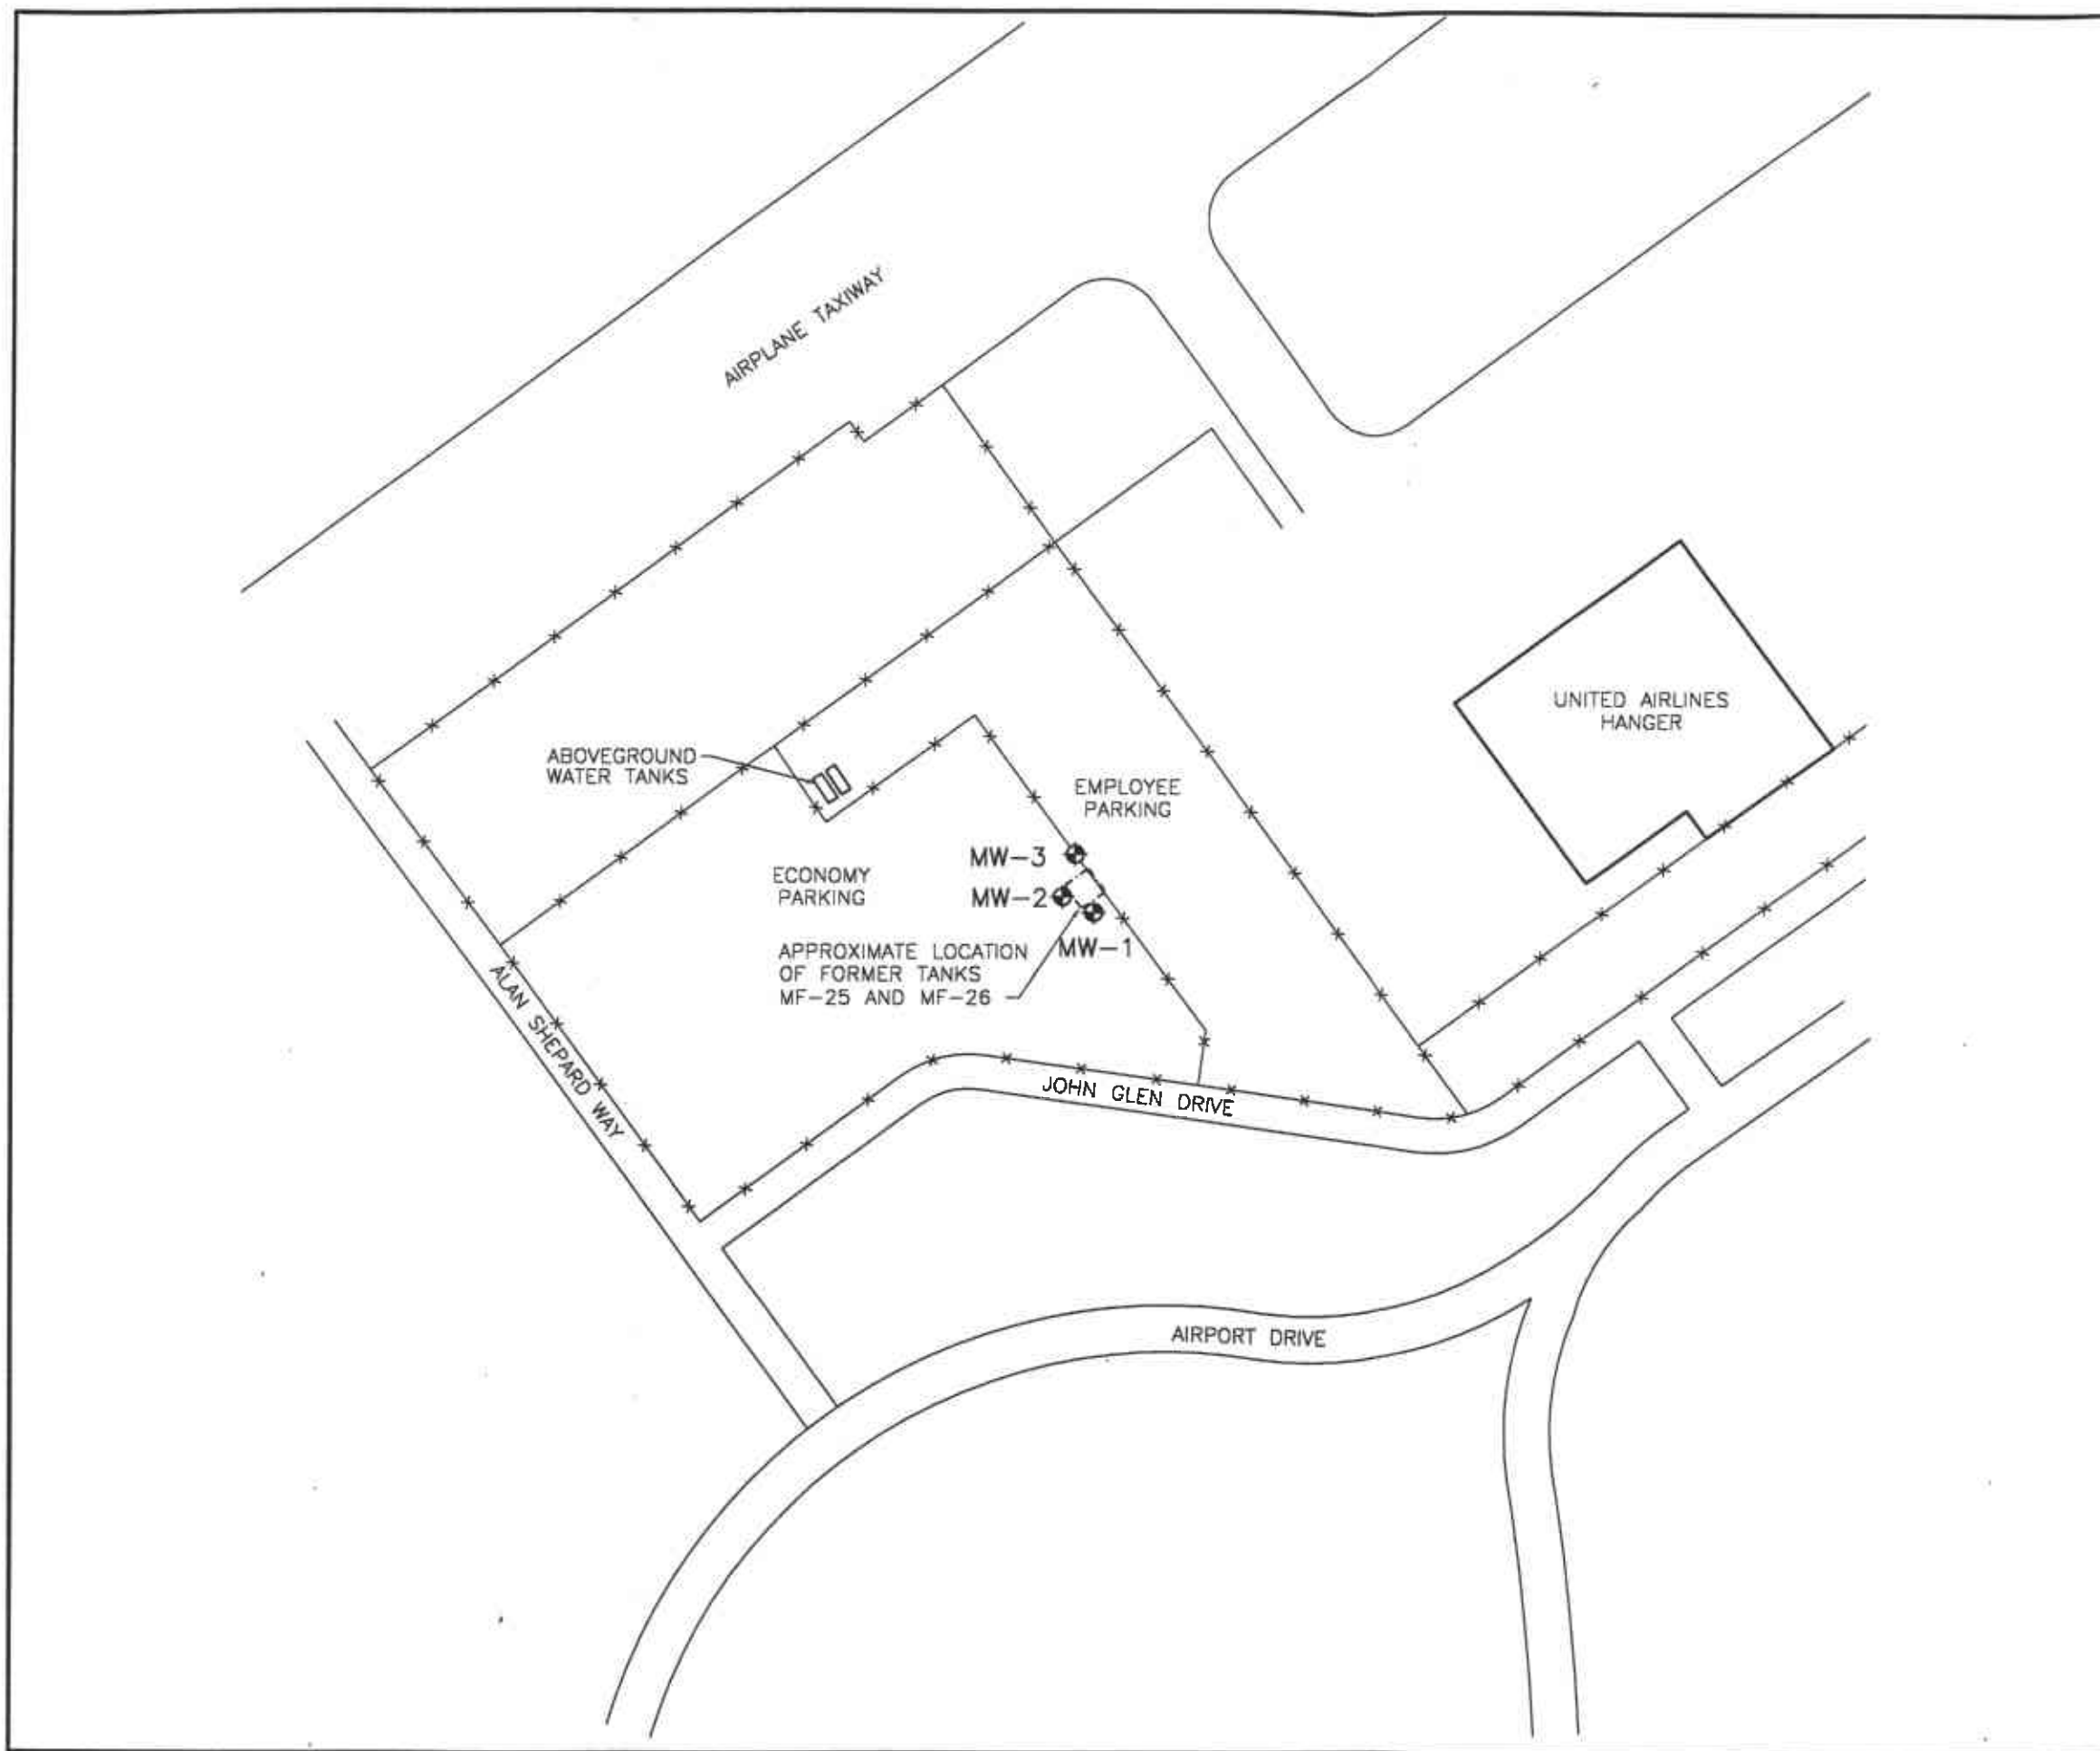 AIRPLANE TAXIWAY
UNITED AIRLINES
HANGER
ABOVEGROUND
WATER TANKS
EMPLOYEE
PARKING
MW-3
ECONOMY
PARKING
MW-2
MW-1
APPROXIMATE LOCATION
OF FORMER TANKS
MF-25 AND MF-26
ALAN SHEPARD WAY
JOHN GLEN DRIVE
AIRPORT DRIVE